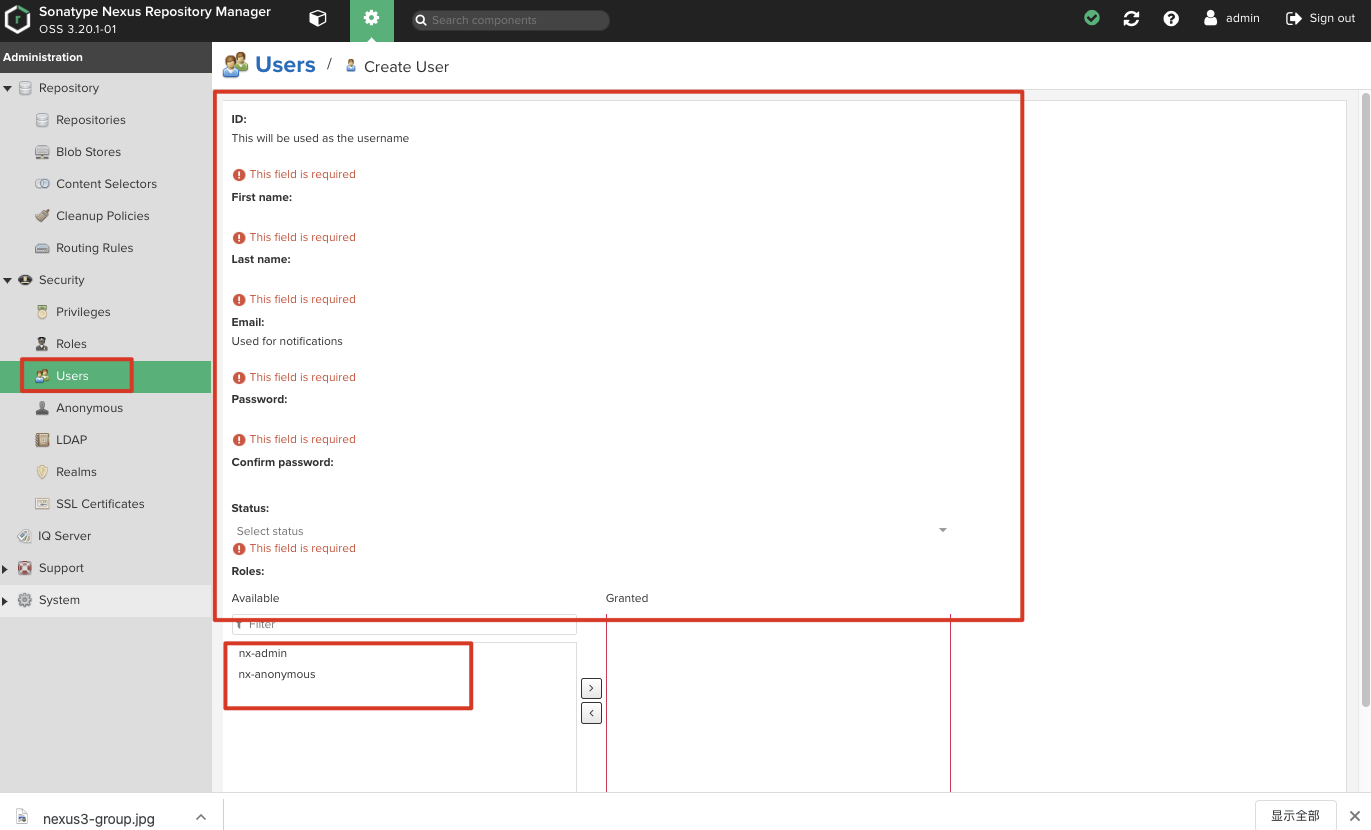 Sonatype Nexus Repository Manager
OSS 3.20.1-01
Search components
admin
Sign out
Administration
Repository
Repositories
Blob Stores
Content Selectors
Cleanup Policies
Routing Rules
Security
Privileges
Roles
Users
Anonymous
LDAP
Realms
SSL Certificates
IQ Server
Support
System
Users / Create User
ID:
This will be used as the username
This field is required
First name:
This field is required
Last name:
This field is required
Email:
Used for notifications
This field is required
Password:
This field is required
Confirm password:
Status:
Select status
This field is required
Roles:
Available
Granted
Filter
nx-admin
nx-anonymous
>
<
nexus3-group.jpg
显示全部